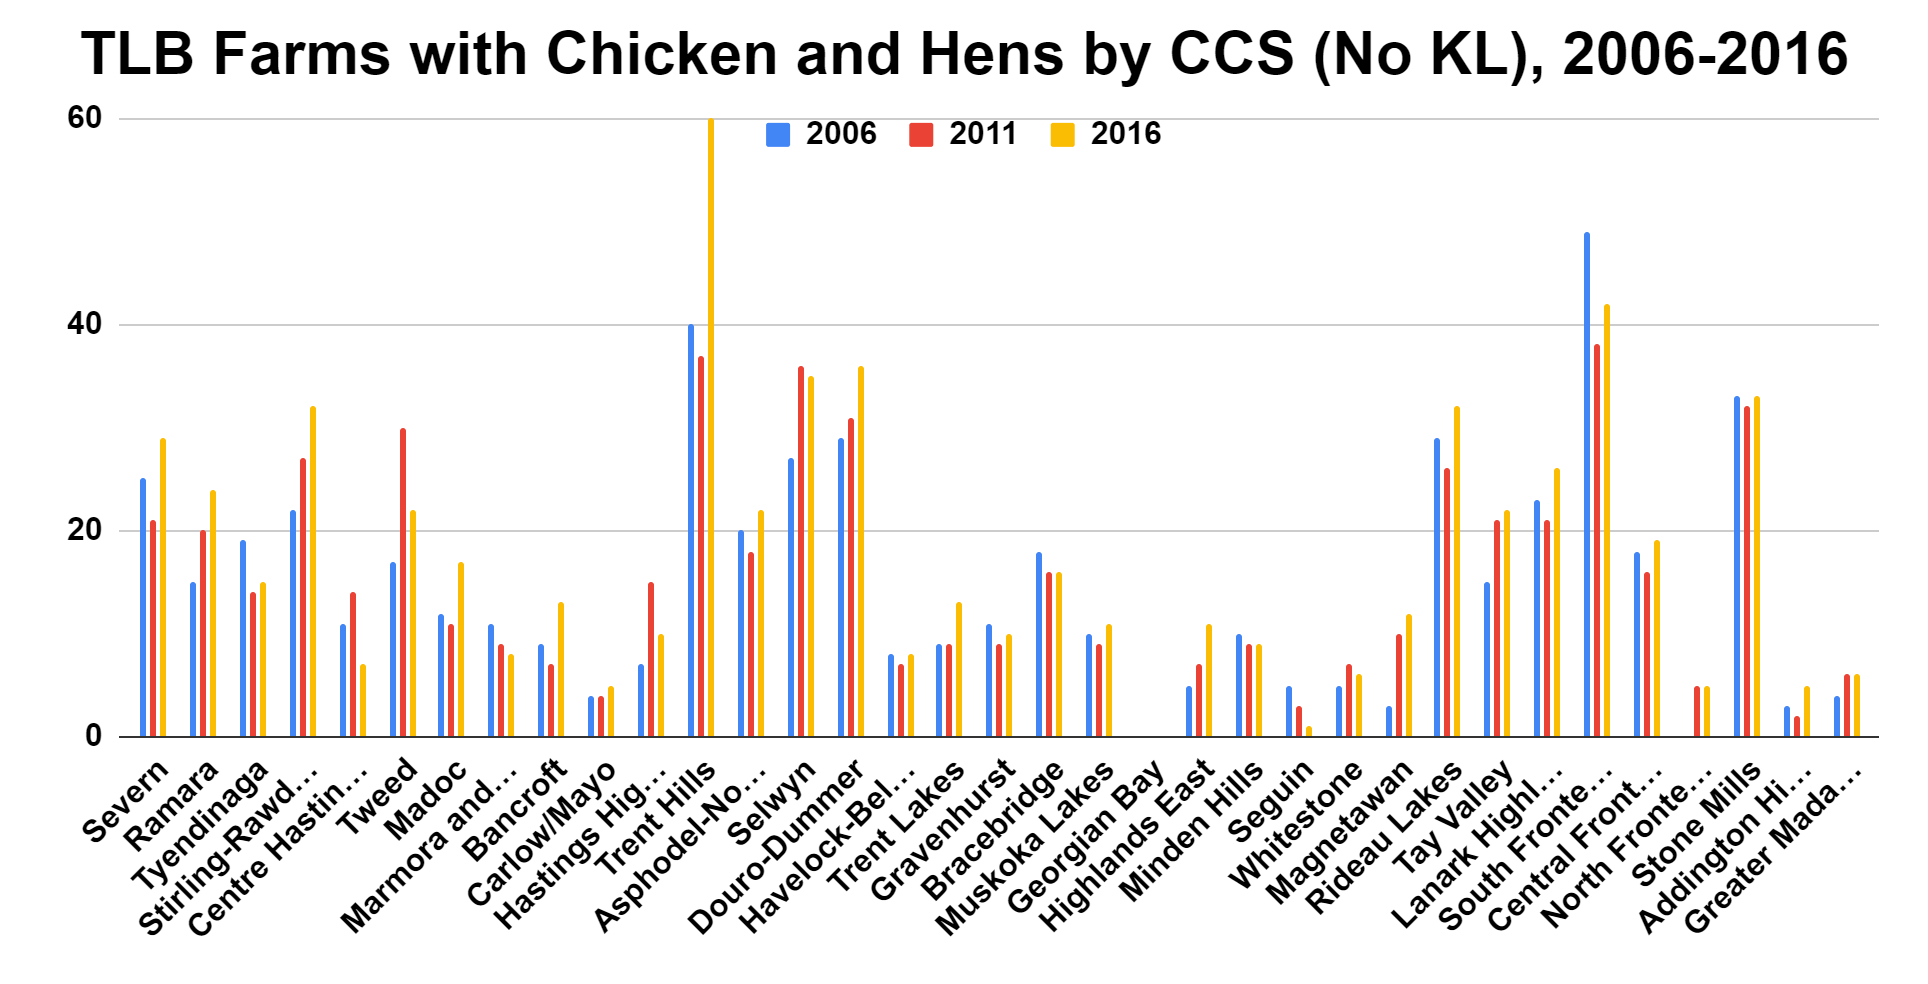 TLB Farms with Chicken and Hens by CCS (No KL), 2006-2016
60
2006 2011 2016
40
20
0
Severn
Ramara
Tyendinaga
Stirling-Rawd…
Centre Hastin…
Tweed
Madoc
Marmora and…
Bancroft
Carlow/Mayo
Hastings Hig…
Trent Hills
Asphodel-No…
Selwyn
Douro-Dummer
Havelock-Bel…
Trent Lakes
Gravenhurst
Bracebridge
Muskoka Lakes
Georgian Bay
Highlands East
Minden Hills
Seguin
Whitestone
Magnetawan
Rideau Lakes
Tay Valley
Lanark Highl…
South Fronte…
Central Front…
North Fronte…
Stone Mills
Addington Hi…
Greater Mada…